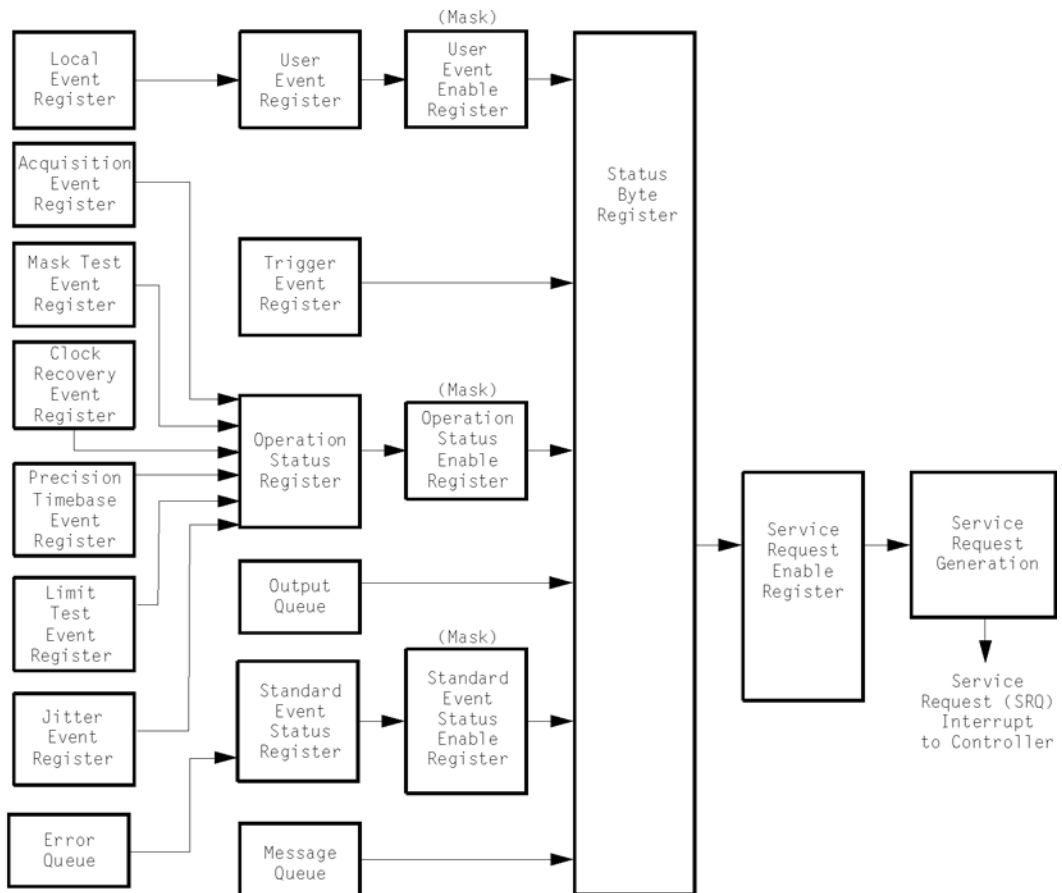 Local
Event
Register
User
Event
Register
(Mask)
User
Event
Enable
Register
Acquisition
Event
Register
Mask Test
Event
Register
Clock
Recovery
Event
Register
Precision
Timebase
Event
Register
Limit
Test
Event
Register
Jitter
Event
Register
Error
Queue
Trigger
Event
Register
Operation
Status
Register
(Mask)
Operation
Status
Enable
Register
Output
Queue
Standard
Event
Status
Register
(Mask)
Standard
Event
Status
Enable
Register
Message
Queue
Status
Byte
Register
Service
Request
Enable
Register
Service
Request
Generation
Service
Request (SRQ)
Interrupt
to Controller